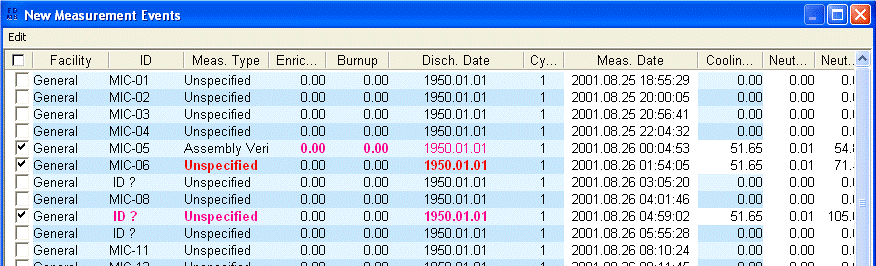 New Measurement Events
Edit
Facility ID Meas. Type Enric... Burnup Disch. Date Cy... Meas. Date Coolin... Neut... Neut...
General MIC-01 Unspecified 0.00 0.00 1950.01.01 1 2001.08.25 18:55:29 0.00 0.00 0.0
General MIC-02 Unspecified 0.00 0.00 1950.01.01 1 2001.08.25 20:00:05 0.00 0.00 0.0
General MIC-03 Unspecified 0.00 0.00 1950.01.01 1 2001.08.25 20:56:41 0.00 0.00 0.0
General MIC-04 Unspecified 0.00 0.00 1950.01.01 1 2001.08.25 22:04:32 0.00 0.00 0.0
General MIC-05 Assembly Veri 0.00 0.00 1950.01.01 1 2001.08.26 00:04:53 51.65 0.01 54.8
General MIC-06 Unspecified 0.00 0.00 1950.01.01 1 2001.08.26 01:54:05 51.65 0.01 71.
General ID ? Unspecified 0.00 0.00 1950.01.01 1 2001.08.26 03:05:20 0.00 0.00 0.0
General MIC-08 Unspecified 0.00 0.00 1950.01.01 1 2001.08.26 04:01:46 0.00 0.00 0.0
General ID ? Unspecified 0.00 0.00 1950.01.01 1 2001.08.26 04:59:02 51.65 0.01 105.
General ID ? Unspecified 0.00 0.00 1950.01.01 1 2001.08.26 05:55:28 0.00 0.00 0.0
General MIC-11 Unspecified 0.00 0.00 1950.01.01 1 2001.08.26 08:10:24 0.00 0.00 0.0